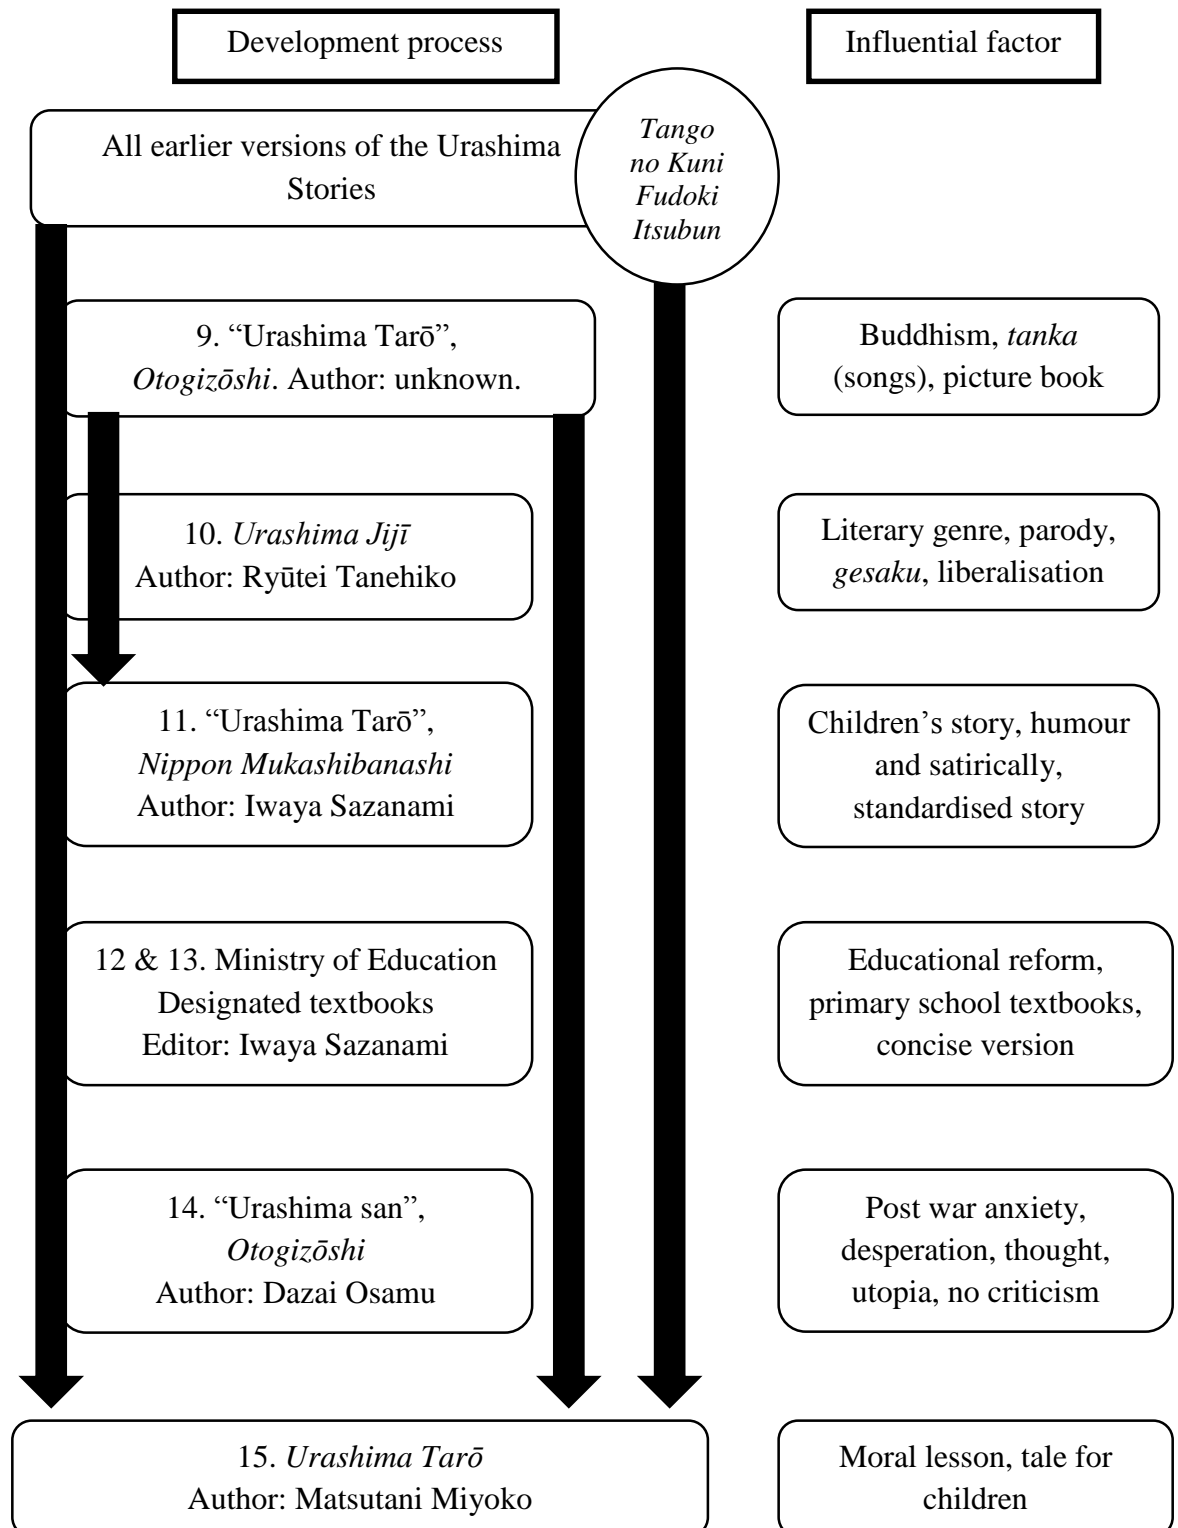 Development process
Influential factor
All earlier versions of the Urashima
Stories
Tango
no Kuni
Fudoki
Itsubun
9. “Urashima Tarō”,
Otogizōshi. Author: unknown.
Buddhism, tanka
(songs), picture book
10. Urashima Jijī
Author: Ryūtei Tanehiko
Literary genre, parody,
gesaku, liberalisation
11. “Urashima Tarō”,
Nippon Mukashibanashi
Author: Iwaya Sazanami
Children’s story, humour
and satirically,
standardised story
12 & 13. Ministry of Education
Designated textbooks
Editor: Iwaya Sazanami
Educational reform,
primary school textbooks,
concise version
14. “Urashima san”,
Otogizōshi
Author: Dazai Osamu
Post war anxiety,
desperation, thought,
utopia, no criticism
15. Urashima Tarō
Author: Matsutani Miyoko
Moral lesson, tale for
children